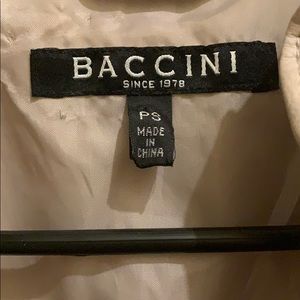 BACCINI
SINCE 1978
PS
MADE
IN
CHINA